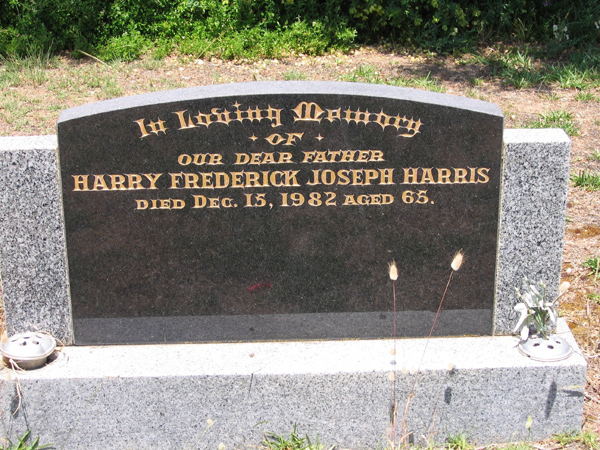 In Loving Memory
OF
OUR DEAR FATHER
HARRY FREDERICK JOSEPH HARRIS
DIED DEC. 15, 1982 AGED 65.